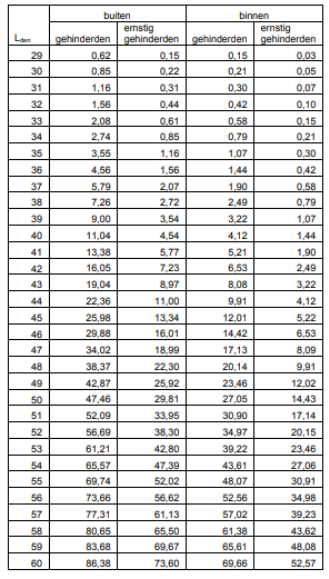 buiten binnen
Lden gehinderden ernstig gehinderden gehinderden ernstig gehinderden
29 0,62 0,15 0,15 0,03
30 0,85 0,22 0,21 0,05
31 1,16 0,31 0,30 0,07
32 1,56 0,44 0,42 0,10
33 2,08 0,61 0,58 0,15
34 2,74 0,85 0,79 0,21
35 3,55 1,16 1,07 0,30
36 4,56 1,56 1,44 0,42
37 5,79 2,07 1,90 0,58
38 7,26 2,72 2,49 0,79
39 9,00 3,54 3,22 1,07
40 11,04 4,54 4,12 1,44
41 13,38 5,77 5,21 1,90
42 16,05 7,23 6,53 2,49
43 19,04 8,97 8,08 3,22
44 22,36 11,00 9,91 4,12
45 25,98 13,34 12,01 5,22
46 29,88 16,01 14,42 6,53
47 34,02 18,99 17,13 8,09
48 38,37 22,30 20,14 9,91
49 42,87 25,92 23,46 12,02
50 47,46 29,81 27,05 14,43
51 52,09 33,95 30,90 17,14
52 56,69 38,30 34,97 20,15
53 61,21 42,80 39,22 23,46
54 65,57 47,39 43,61 27,06
55 69,74 52,02 48,07 30,91
56 73,66 56,62 52,56 34,98
57 77,31 61,13 57,02 39,23
58 80,65 65,50 61,38 43,62
59 83,68 69,67 65,61 48,08
60 86,38 73,60 69,66 52,57